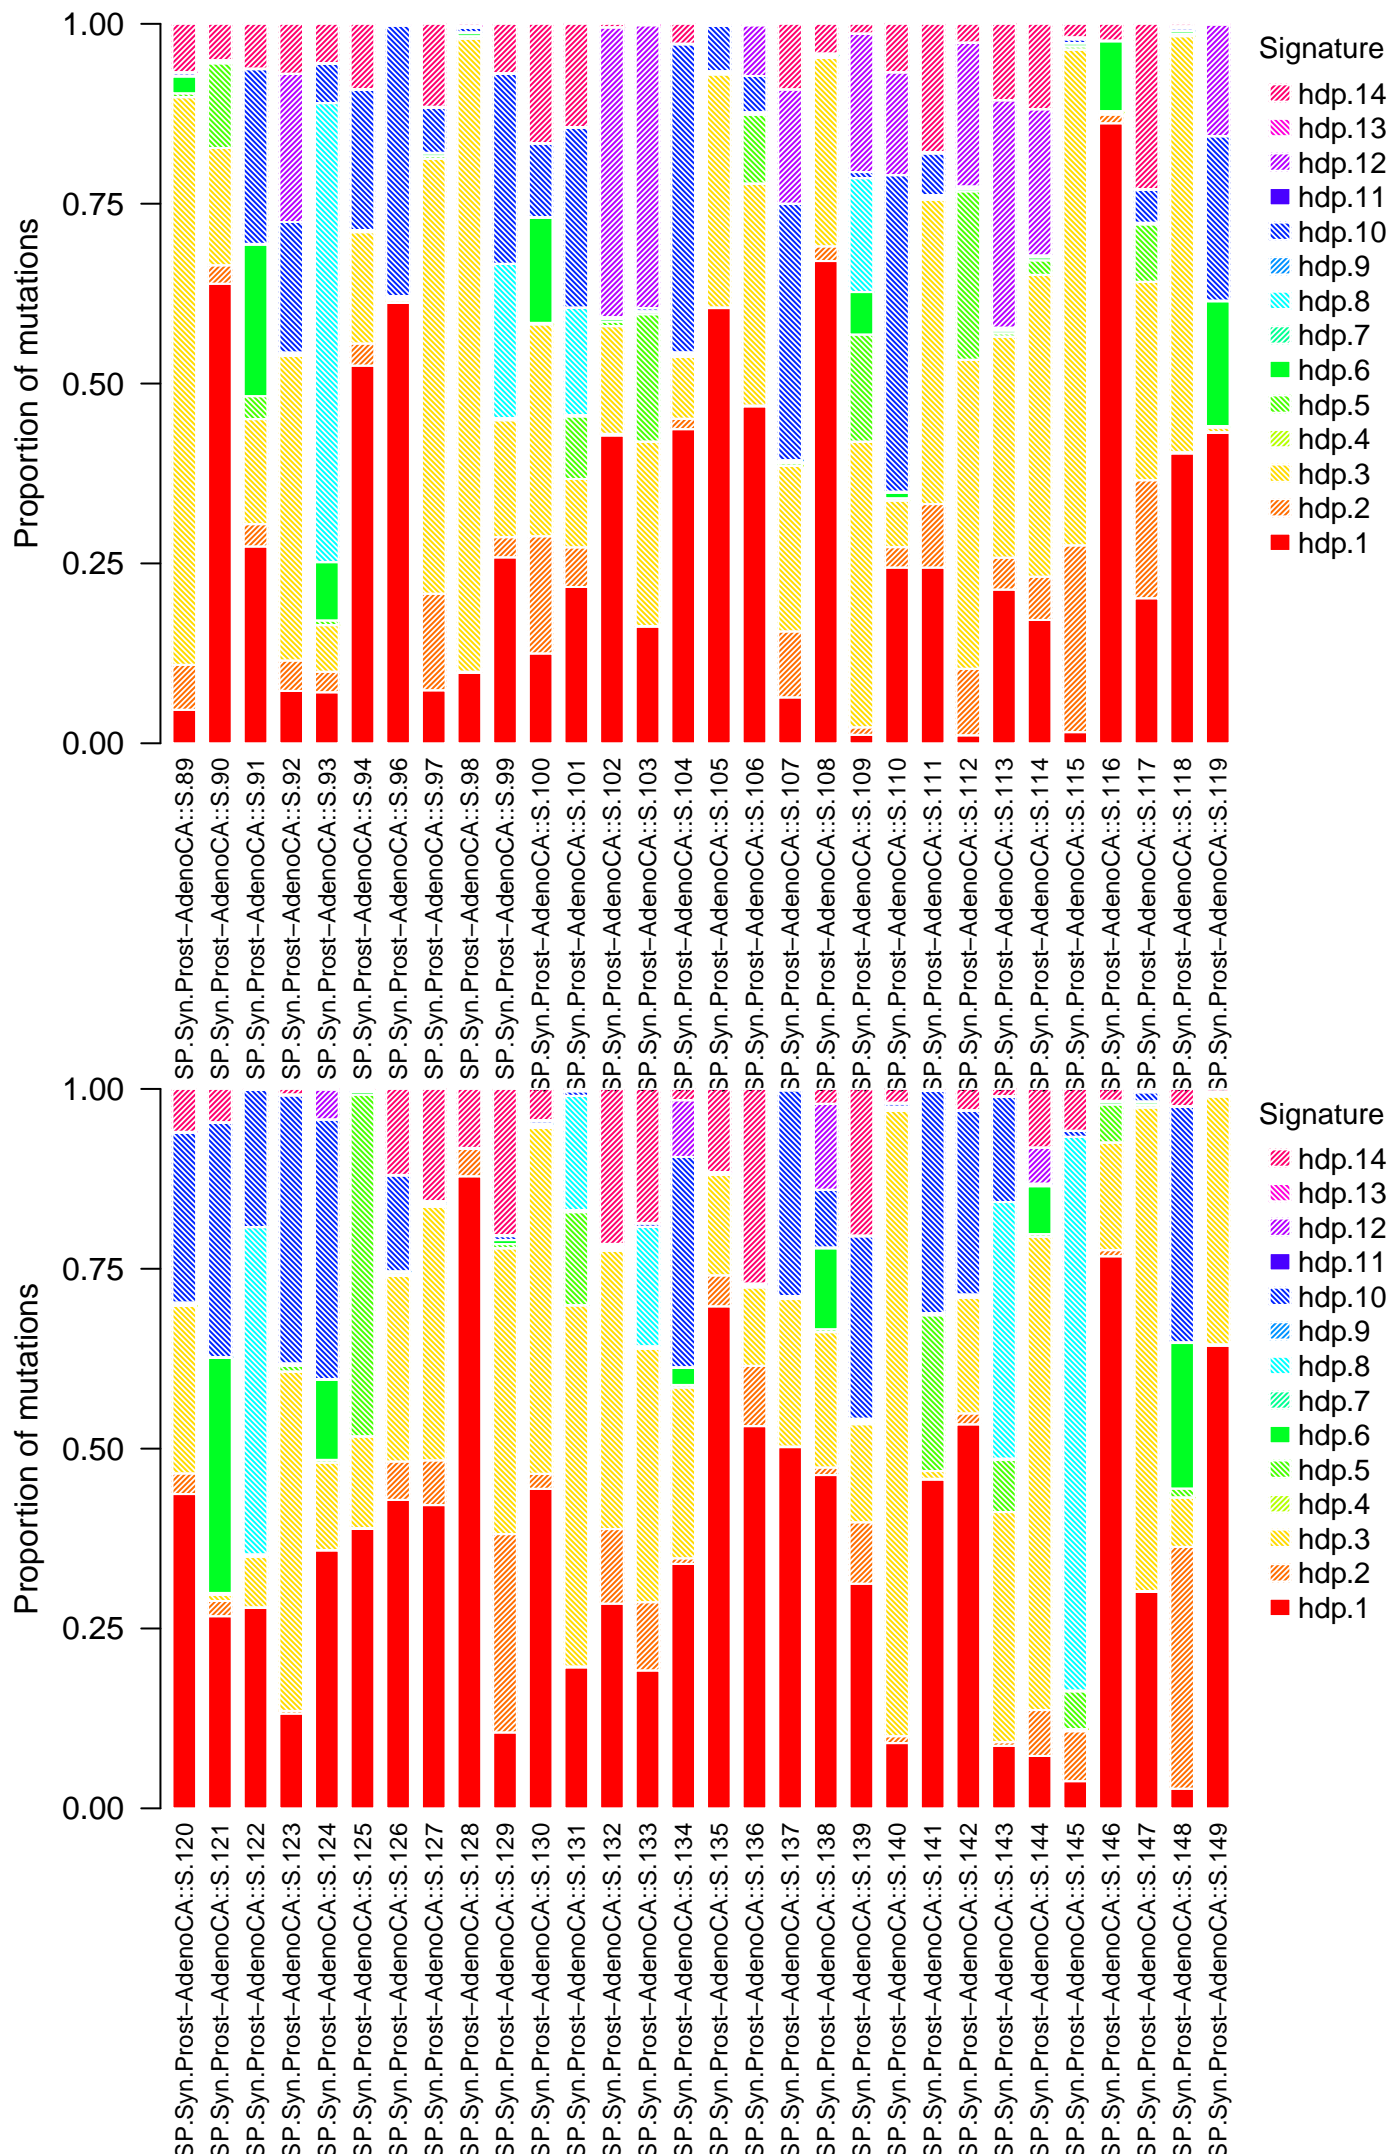 Proportion of mutations
1.00
0.75
0.50
0.25
0.00
SP.Syn.Prost−AdenoCA::S.89
SP.Syn.Prost−AdenoCA::S.90
SP.Syn.Prost−AdenoCA::S.91
SP.Syn.Prost−AdenoCA::S.92
SP.Syn.Prost−AdenoCA::S.93
SP.Syn.Prost−AdenoCA::S.94
SP.Syn.Prost−AdenoCA::S.96
SP.Syn.Prost−AdenoCA::S.97
SP.Syn.Prost−AdenoCA::S.98
SP.Syn.Prost−AdenoCA::S.99
SP.Syn.Prost−AdenoCA::S.100
SP.Syn.Prost−AdenoCA::S.101
SP.Syn.Prost−AdenoCA::S.102
SP.Syn.Prost−AdenoCA::S.103
SP.Syn.Prost−AdenoCA::S.104
SP.Syn.Prost−AdenoCA::S.105
SP.Syn.Prost−AdenoCA::S.106
SP.Syn.Prost−AdenoCA::S.107
SP.Syn.Prost−AdenoCA::S.108
SP.Syn.Prost−AdenoCA::S.109
SP.Syn.Prost−AdenoCA::S.110
SP.Syn.Prost−AdenoCA::S.111
SP.Syn.Prost−AdenoCA::S.112
SP.Syn.Prost−AdenoCA::S.113
SP.Syn.Prost−AdenoCA::S.114
SP.Syn.Prost−AdenoCA::S.115
SP.Syn.Prost−AdenoCA::S.116
SP.Syn.Prost−AdenoCA::S.117
SP.Syn.Prost−AdenoCA::S.118
SP.Syn.Prost−AdenoCA::S.119
Signature
hdp.14
hdp.13
hdp.12
hdp.11
hdp.10
hdp.9
hdp.8
hdp.7
hdp.6
hdp.5
hdp.4
hdp.3
hdp.2
hdp.1
Proportion of mutations
1.00
0.75
0.50
0.25
0.00
SP.Syn.Prost−AdenoCA::S.120
SP.Syn.Prost−AdenoCA::S.121
SP.Syn.Prost−AdenoCA::S.122
SP.Syn.Prost−AdenoCA::S.123
SP.Syn.Prost−AdenoCA::S.124
SP.Syn.Prost−AdenoCA::S.125
SP.Syn.Prost−AdenoCA::S.126
SP.Syn.Prost−AdenoCA::S.127
SP.Syn.Prost−AdenoCA::S.128
SP.Syn.Prost−AdenoCA::S.129
SP.Syn.Prost−AdenoCA::S.130
SP.Syn.Prost−AdenoCA::S.131
SP.Syn.Prost−AdenoCA::S.132
SP.Syn.Prost−AdenoCA::S.133
SP.Syn.Prost−AdenoCA::S.134
SP.Syn.Prost−AdenoCA::S.135
SP.Syn.Prost−AdenoCA::S.136
SP.Syn.Prost−AdenoCA::S.137
SP.Syn.Prost−AdenoCA::S.138
SP.Syn.Prost−AdenoCA::S.139
SP.Syn.Prost−AdenoCA::S.140
SP.Syn.Prost−AdenoCA::S.141
SP.Syn.Prost−AdenoCA::S.142
SP.Syn.Prost−AdenoCA::S.143
SP.Syn.Prost−AdenoCA::S.144
SP.Syn.Prost−AdenoCA::S.145
SP.Syn.Prost−AdenoCA::S.146
SP.Syn.Prost−AdenoCA::S.147
SP.Syn.Prost−AdenoCA::S.148
SP.Syn.Prost−AdenoCA::S.149
Signature
hdp.14
hdp.13
hdp.12
hdp.11
hdp.10
hdp.9
hdp.8
hdp.7
hdp.6
hdp.5
hdp.4
hdp.3
hdp.2
hdp.1